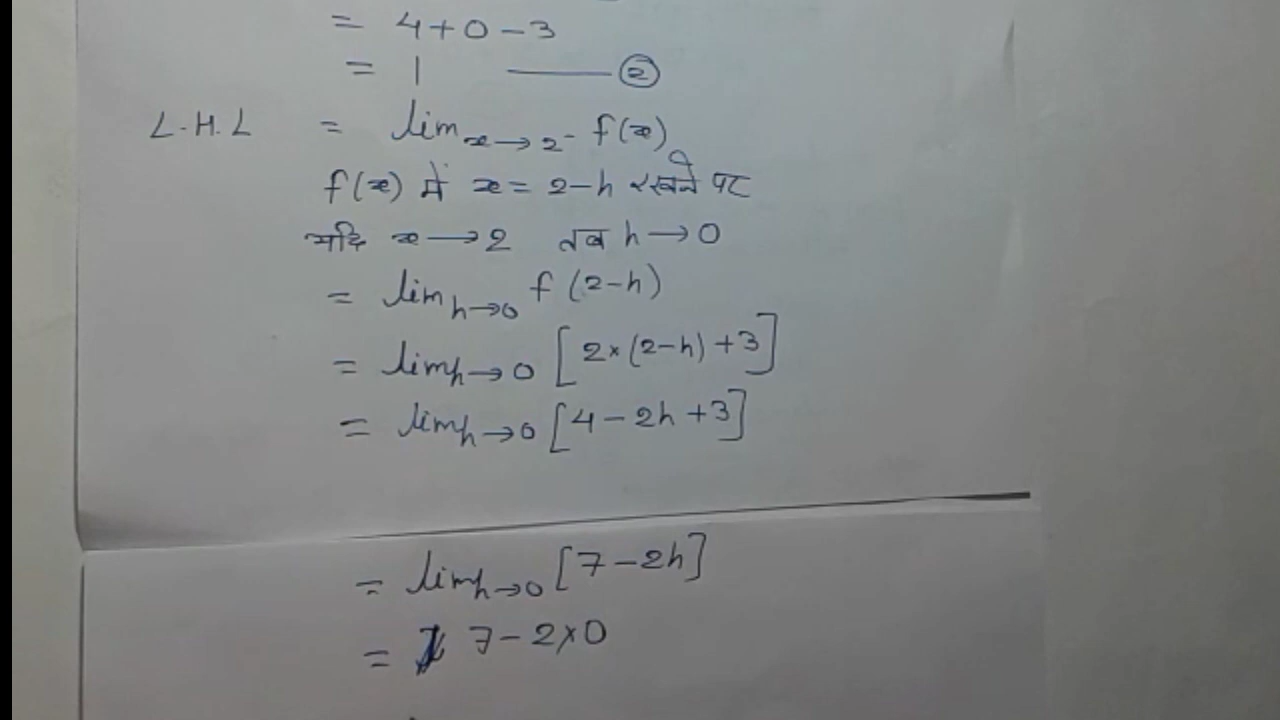 = 4+0-3
= 1 ——— ②
L.H.L = lim x→2⁻ f(x)
f(x) में x = 2-h रखने पर
यदि x→2 तब h→0
= lim h→0 f(2-h)
= lim h→0 [2×(2-h)+3]
= lim h→0 [4-2h+3]
= lim h→0 [7-2h]
= 7-2×0